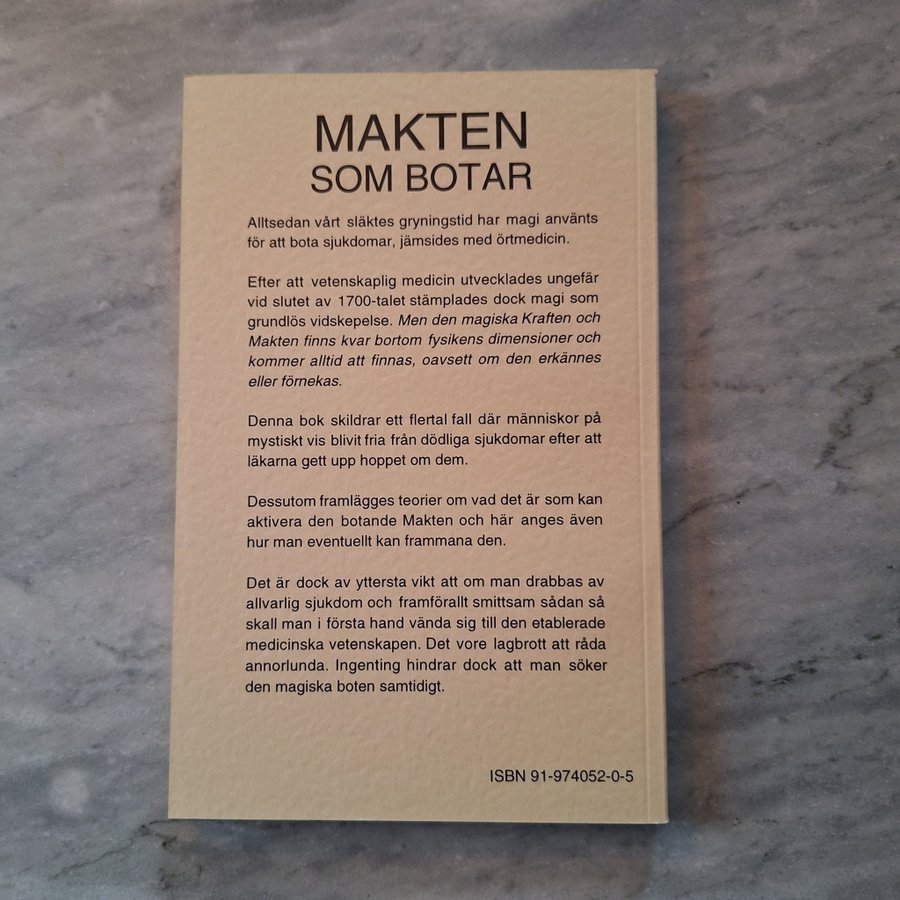 MAKTEN
SOM BOTAR
Alltsedan vårt släktes gryningstid har magi använts
för att bota sjukdomar, jämsides med örtmedicin.
Efter att vetenskaplig medicin utvecklades ungefär
vid slutet av 1700-talet stämplades dock magi som
grundlös vidskepelse. Men den magiska Kraften och
Makten finns kvar bortom fysikens dimensioner och
kommer alltid att finnas, oavsett om den erkännes
eller förnekas.
Denna bok skildrar ett flertal fall där människor på
mystiskt vis blivit fria från dödliga sjukdomar efter att
läkarna gett upp hoppet om dem.
Dessutom framlägges teorier om vad det är som kan
aktivera den botande Makten och här anges även
hur man eventuellt kan frammana den.
Det är dock av yttersta vikt att om man drabbas av
allvarlig sjukdom och framförallt smittsam sådan så
skall man i första hand vända sig till den etablerade
medicinska vetenskapen. Det vore lagbrott att råda
annorlunda. Ingenting hindrar dock att man söker
den magiska boten samtidigt.
ISBN 91-974052-0-5